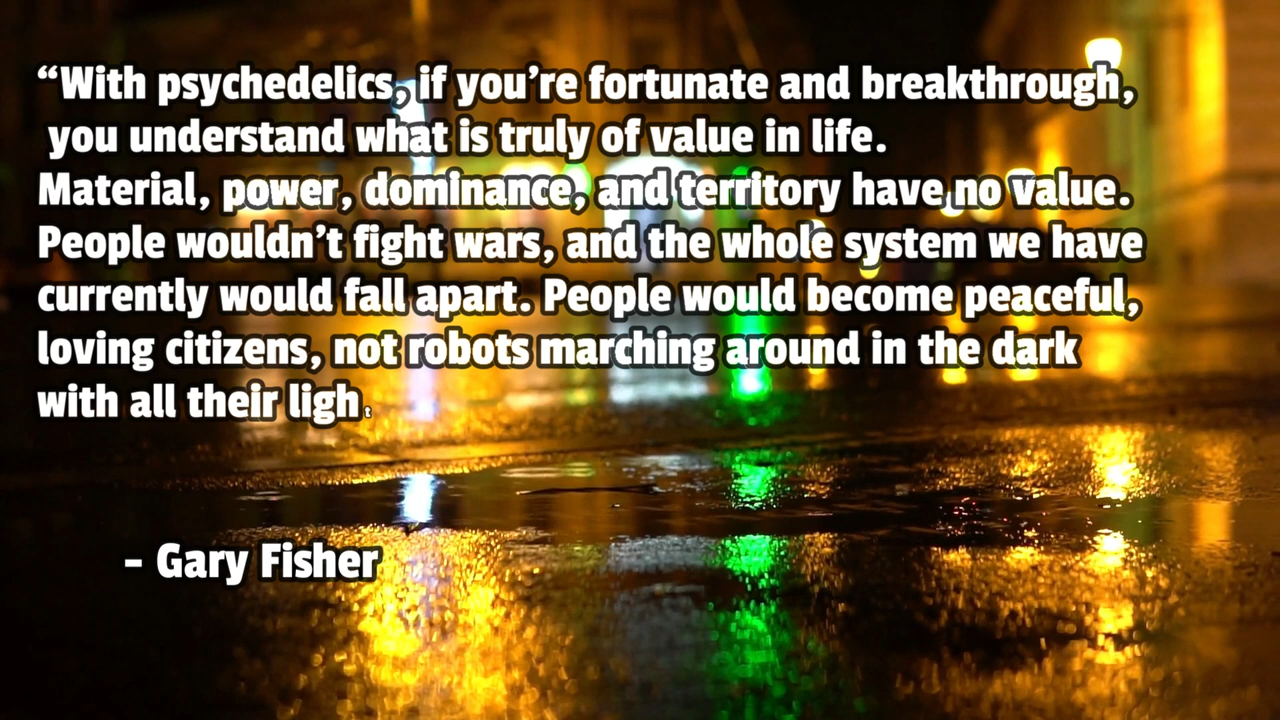 “With psychedelics, if you’re fortunate and breakthrough,
you understand what is truly of value in life.
Material, power, dominance, and territory have no value.
People wouldn’t fight wars, and the whole system we have
currently would fall apart. People would become peaceful,
loving citizens, not robots marching around in the dark
with all their light
- Gary Fisher